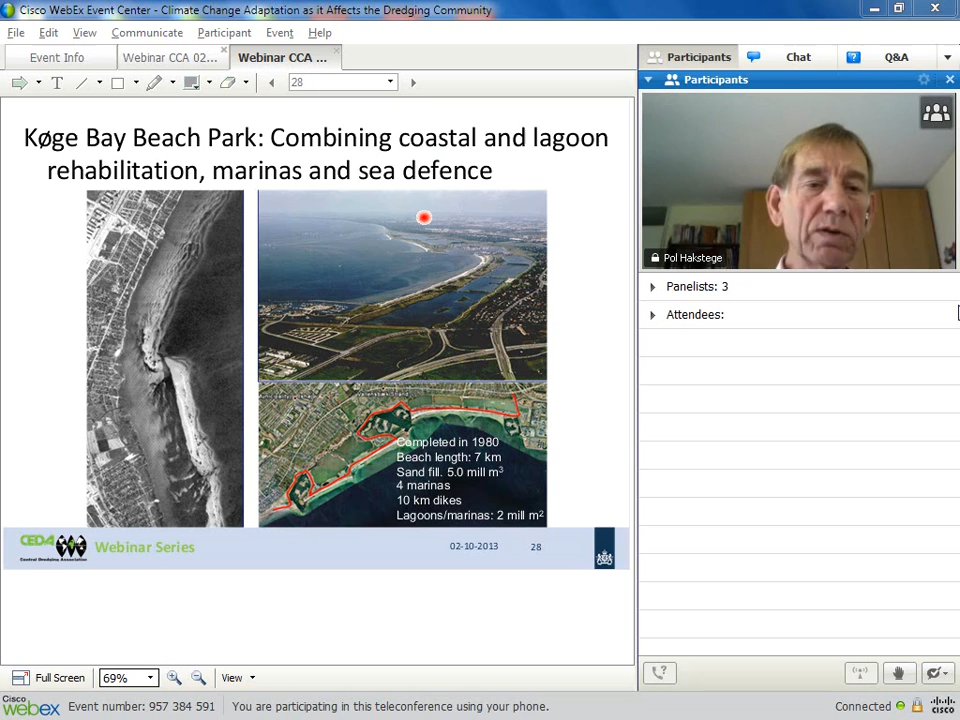 Cisco WebEx Event Center - Climate Change Adaptation as it Affects the Dredging Community
File Edit View Communicate Participant Event Help
Event Info
Webinar CCA 02...
Webinar CCA ...
Participants
Chat
Q&A
28
Participants
Køge Bay Beach Park: Combining coastal and lagoon
rehabilitation, marinas and sea defence
Pol Hakstege
Panelists: 3
Attendees:
Completed in 1980
Beach length: 7 km
Sand fill. 5.0 mill m³
4 marinas
10 km dikes
Lagoons/marinas: 2 mill m²
CEDA
Central Dredging Association
Webinar Series
02-10-2013
28
Full Screen
69%
View
Cisco
webex
Event number: 957 384 591
You are participating in this teleconference using your phone.
Connected
cisco